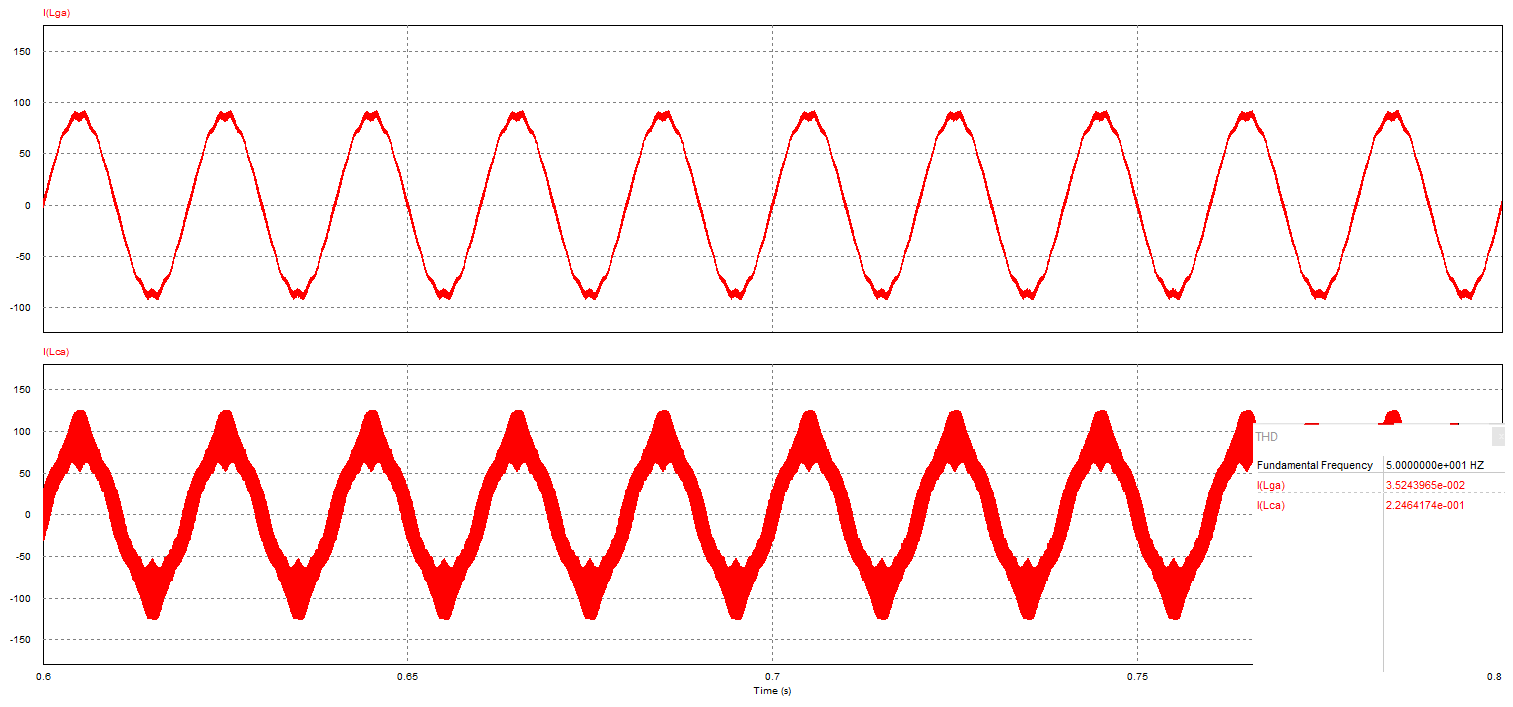 I(Lga)
150
100
50
0
-50
-100
I(Lca)
150
100
50
0
-50
-100
-150
THD
Fundamental Frequency 5.0000000e+001 HZ
I(Lga) 3.5243965e-002
I(Lca) 2.2464174e-001
0.6 0.65 0.7 0.75 0.8
Time (s)